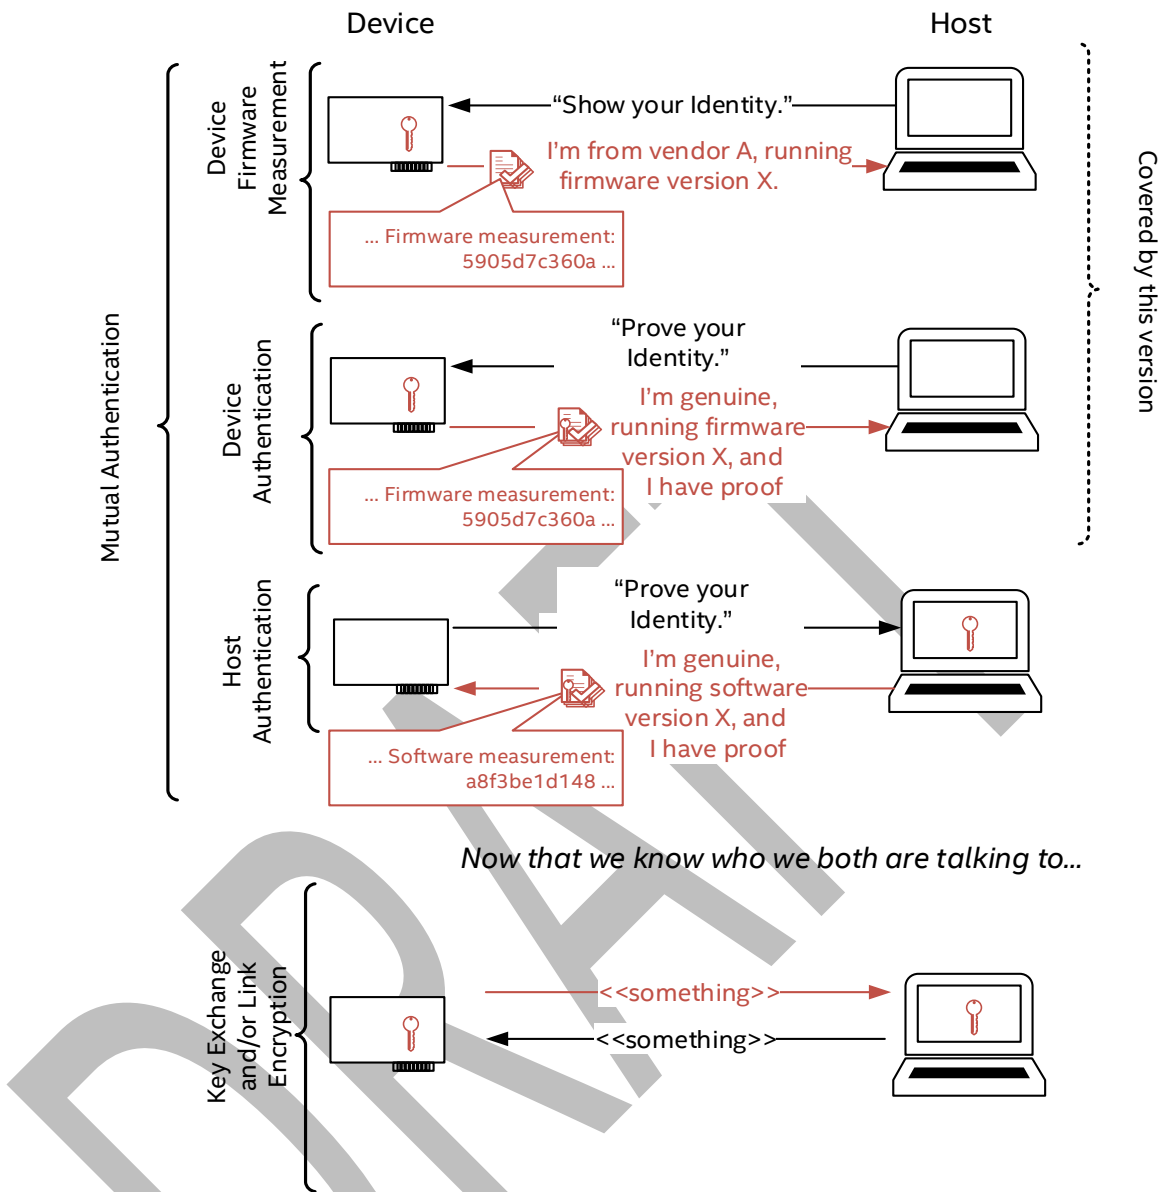 Device
Host
Mutual Authentication
Device
Firmware
Measurement
“Show your Identity.”
I’m from vendor A, running
firmware version X.
... Firmware measurement:
5905d7c360a ...
Covered by this version
Device
Authentication
“Prove your
Identity.”
I’m genuine,
running firmware
version X, and
I have proof
... Firmware measurement:
5905d7c360a ...
Host
Authentication
“Prove your
Identity.”
I’m genuine,
running software
version X, and
I have proof
... Software measurement:
a8f3be1d148 ...
Now that we know who we both are talking to...
Key Exchange
and/or Link
Encryption
<<something>>
<<something>>
DRAFT